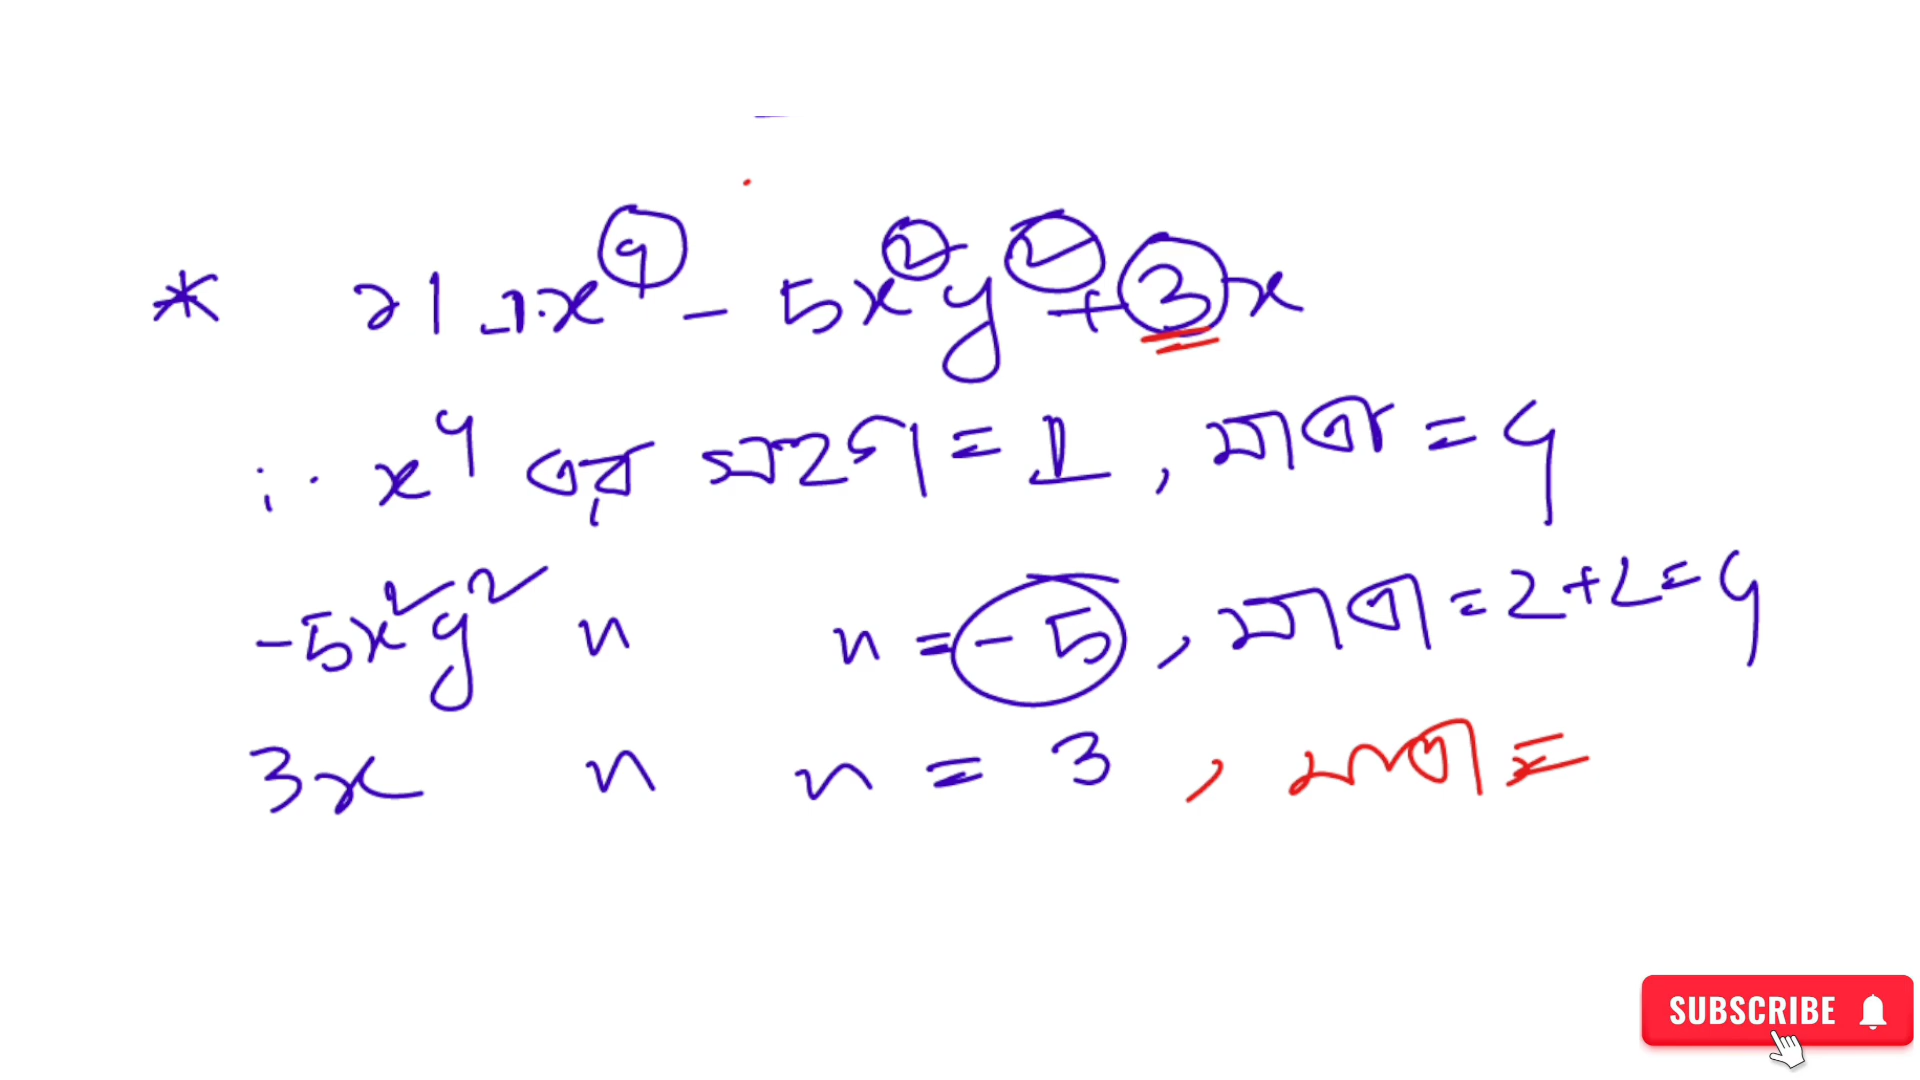 * ২। 1·x⁴ - 5x²y² + 3x
∴ x⁴ এর সহগ = 1, মাত্রা = 4
-5x²y² " " = -5, মাত্রা = 2+2 = 4
3x " " = 3, মাত্রা =
SUBSCRIBE